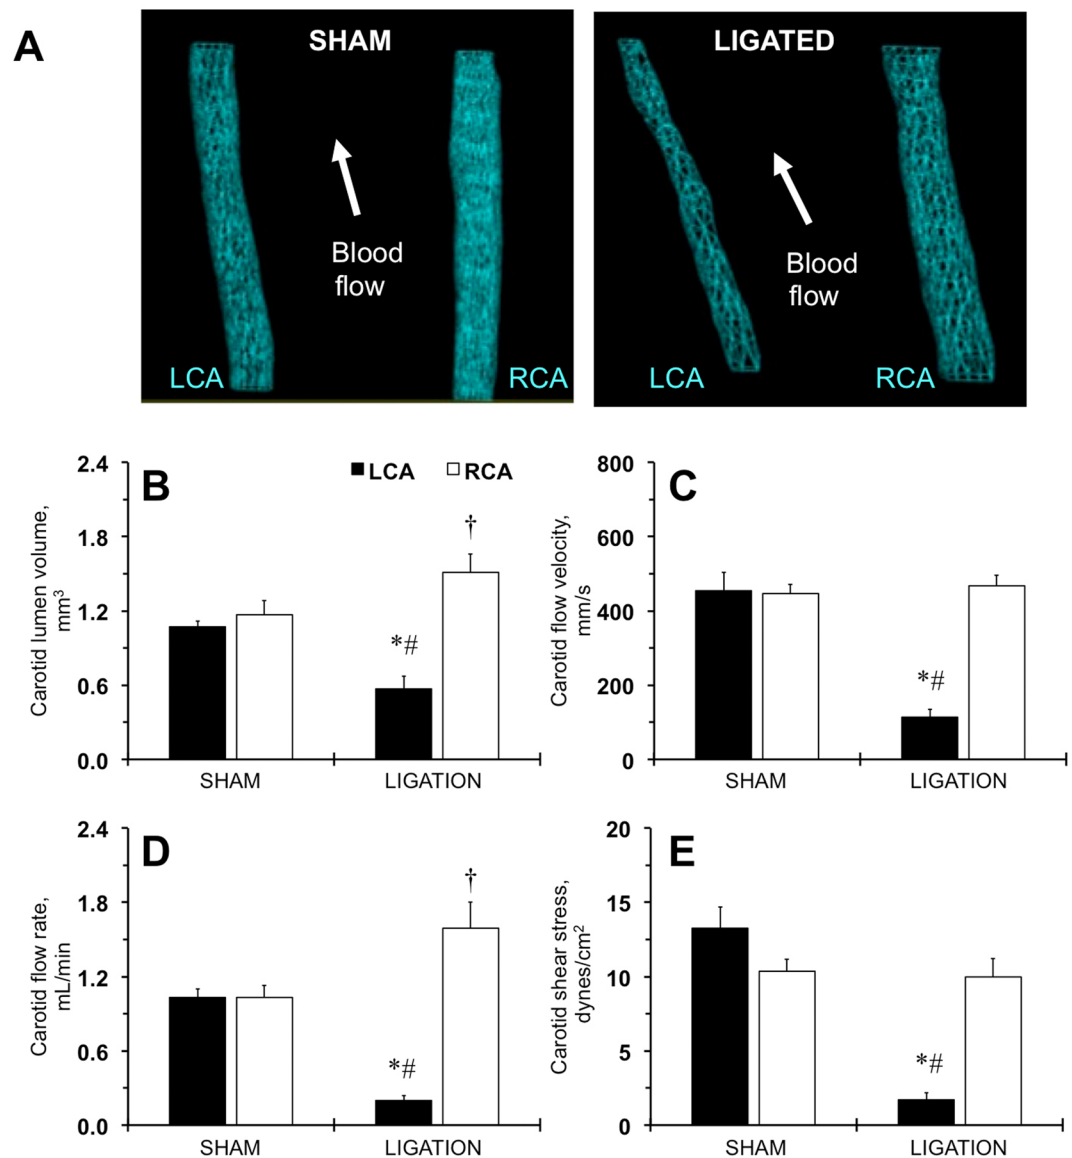 A
SHAM
Blood
flow
LCA
RCA
LIGATED
Blood
flow
LCA
RCA
B
LCA
RCA
Carotid lumen volume,
mm3
2.4
1.8
1.2
0.6
0.0
*#
†
SHAM
LIGATION
C
Carotid flow velocity,
mm/s
800
600
400
200
0
*#
SHAM
LIGATION
D
Carotid flow rate,
mL/min
2.4
1.8
1.2
0.6
0.0
*#
†
SHAM
LIGATION
E
Carotid shear stress,
dynes/cm2
20
15
10
5
0
*#
SHAM
LIGATION